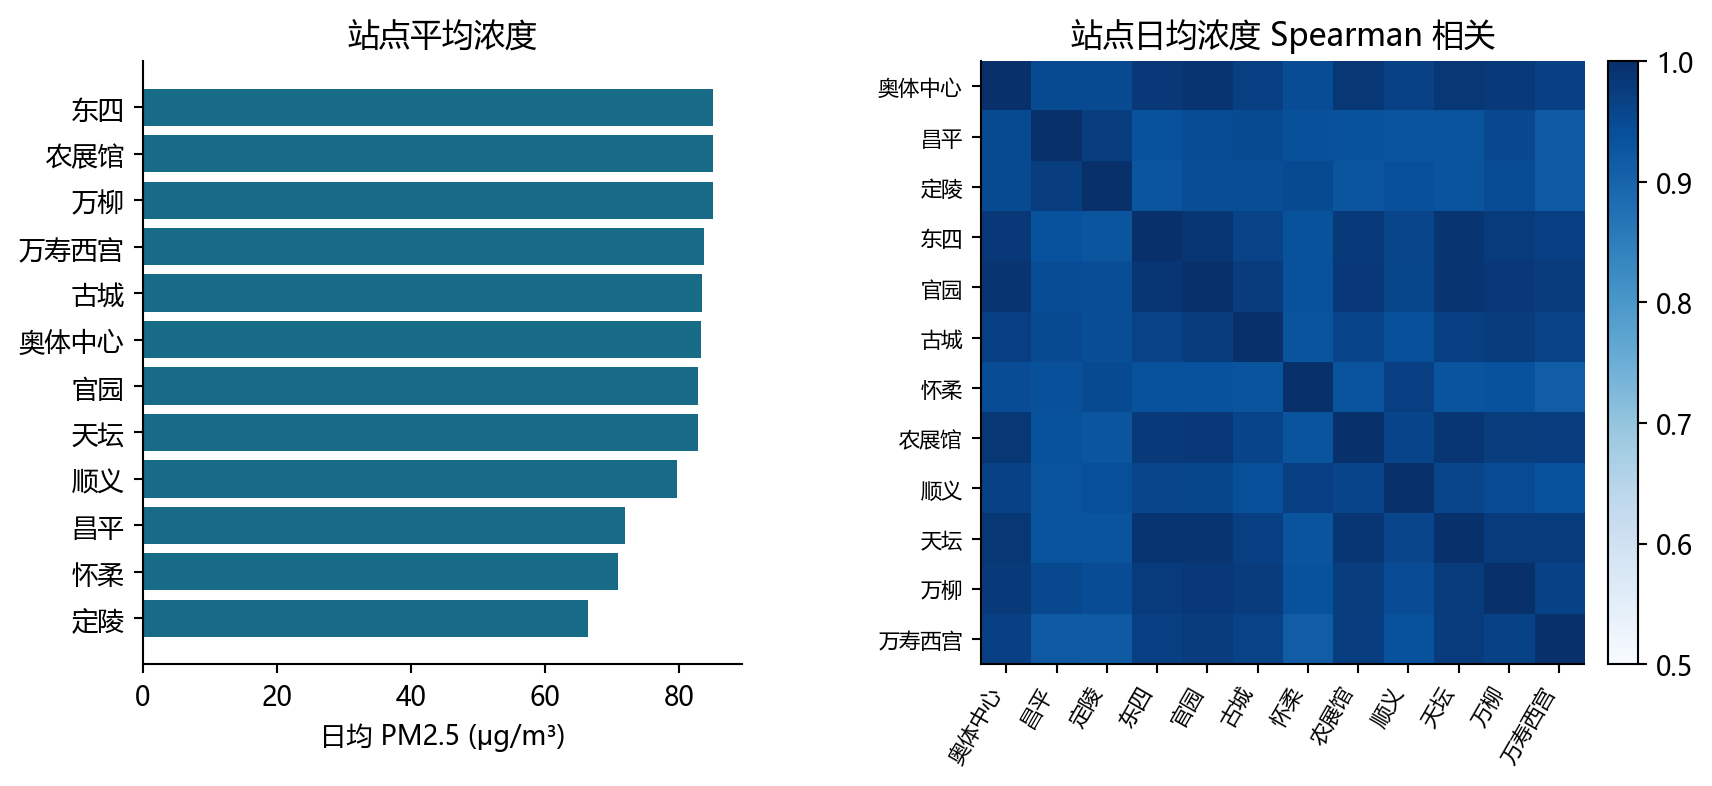 站点平均浓度
东四
农展馆
万柳
万寿西宫
古城
奥体中心
官园
天坛
顺义
昌平
怀柔
定陵
0 20 40 60 80
日均 PM2.5 (μg/m³)
站点日均浓度 Spearman 相关
奥体中心
昌平
定陵
东四
官园
古城
怀柔
农展馆
顺义
天坛
万柳
万寿西宫
奥体中心 昌平 定陵 东四 官园 古城 怀柔 农展馆 顺义 天坛 万柳 万寿西宫
1.0
0.9
0.8
0.7
0.6
0.5